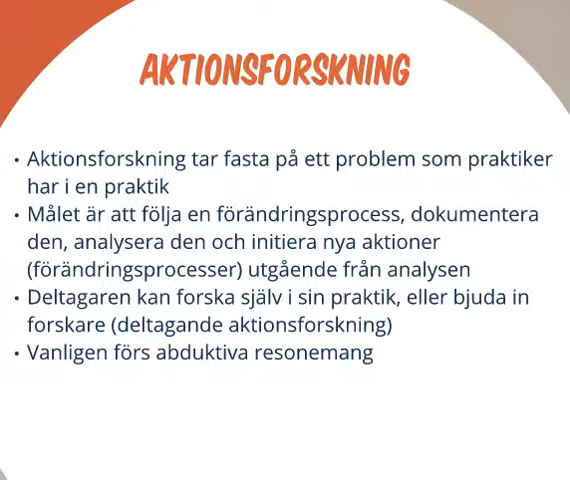 AKTIONSFORSKNING
• Aktionsforskning tar fasta på ett problem som praktiker
har i en praktik
• Målet är att följa en förändringsprocess, dokumentera
den, analysera den och initiera nya aktioner
(förändringsprocesser) utgående från analysen
• Deltagaren kan forska själv i sin praktik, eller bjuda in
forskare (deltagande aktionsforskning)
• Vanligen förs abduktiva resonemang